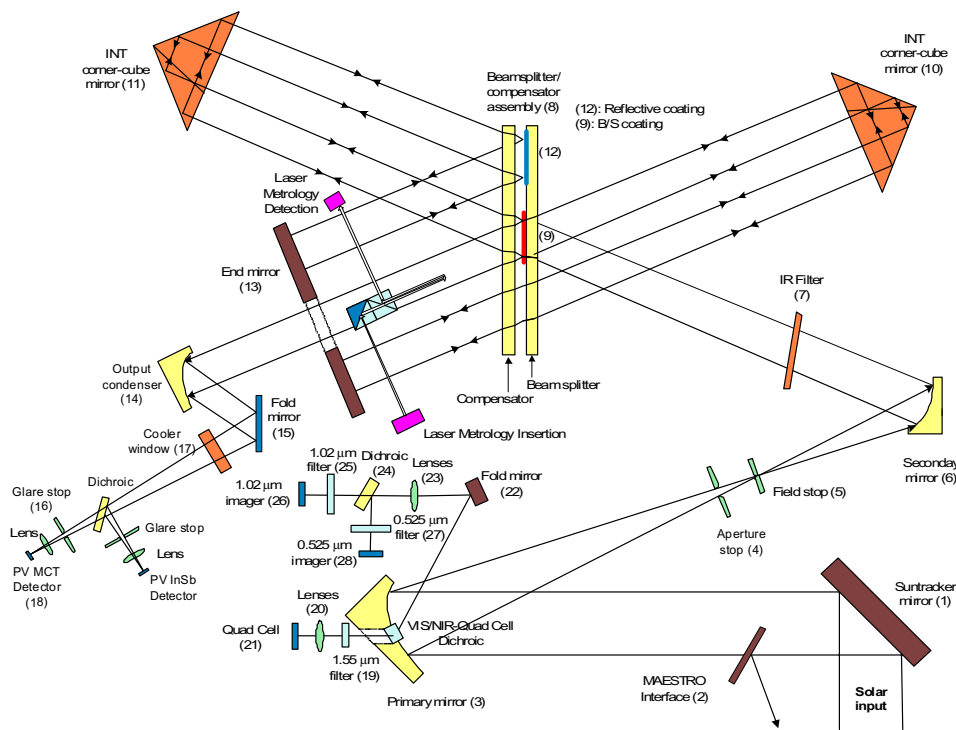 INT
corner-cube
mirror (11)
INT
corner-cube
mirror (10)
Beamsplitter/
compensator
assembly (8)
(12): Reflective coating
(9): B/S coating
(12)
Laser
Metrology
Detection
(9)
End mirror
(13)
IR Filter
(7)
Output
condenser
(14)
Beam splitter
Compensator
Fold
mirror
(15)
Laser Metrology Insertion
Cooler
window (17)
Seconday
mirror (6)
1.02 µm
filter (25)
Dichroic
(24)
Lenses
(23)
Fold mirror
(22)
Field stop (5)
Glare stop
(16)
Dichroic
1.02 µm
imager (26)
0.525 µm
filter (27)
Aperture
stop (4)
Glare stop
Lens
Lens
0.525 µm
imager (28)
PV MCT
Detector
(18)
PV InSb
Detector
Suntracker
mirror (1)
Lenses
(20)
Quad Cell
(21)
VIS/NIR-Quad Cell
Dichroic
1.55 µm
filter (19)
MAESTRO
Interface (2)
Primary mirror (3)
Solar
input